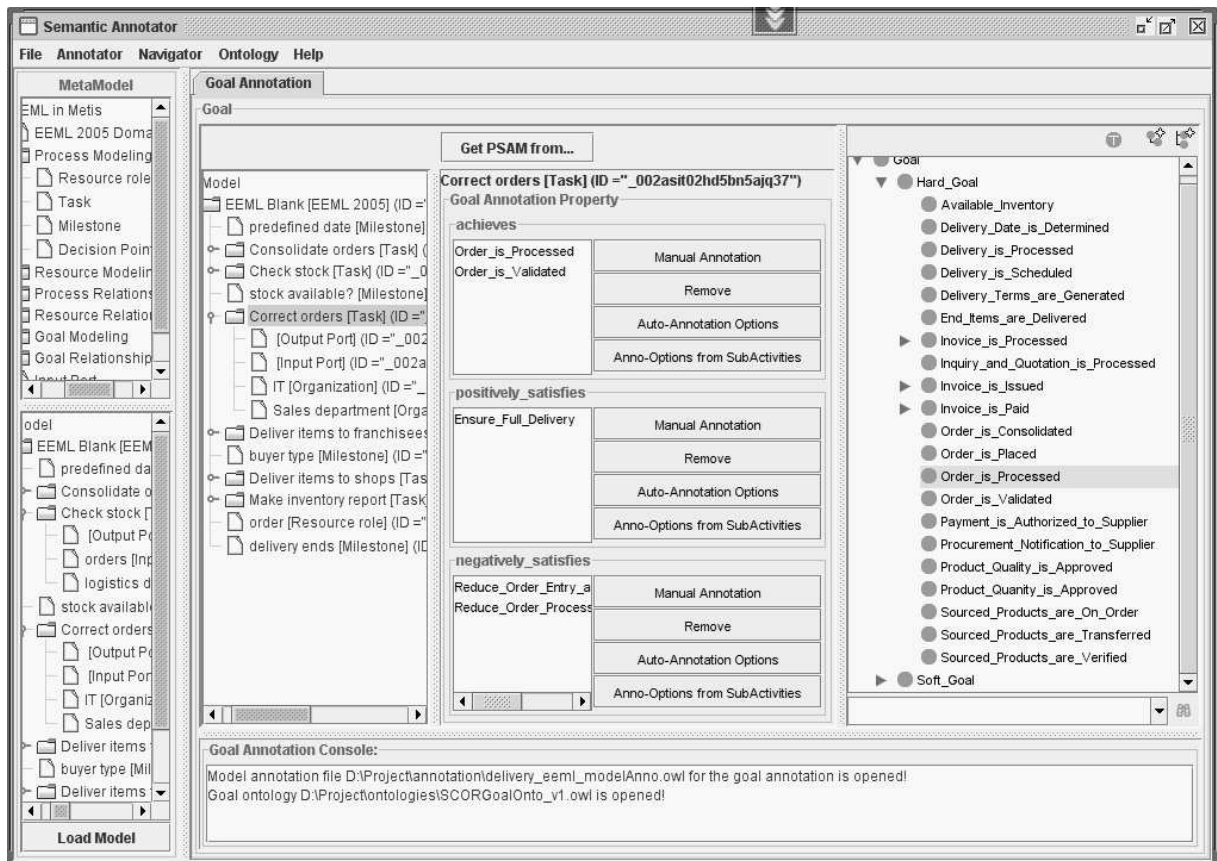 Semantic Annotator
File Annotator Navigator Ontology Help
MetaModel
EML in Metis
EEML 2005 Doma
Process Modeling
Resource role
Task
Milestone
Decision Poin
Resource Modelin
Process Relations
Resource Relation
Goal Modeling
Goal Relationship
Input Port
odel
EEML Blank [EEM
predefined da
Consolidate o
Check stock [T
[Output Po
orders [Inp
logistics d
stock availabl
Correct orders
[Output Po
[Input Por
IT [Organiz
Sales dep
Deliver items
buyer type [Mil
Deliver items
Load Model
Goal Annotation
Goal
Get PSAM from...
Model
EEML Blank [EEML 2005] (ID ='
predefined date [Milestone]
Consolidate orders [Task] (
Check stock [Task] (ID ="_0
stock available? [Milestone]
Correct orders [Task] (ID ="_
[Output Port] (ID ="_002
[Input Port] (ID ="_002a
IT [Organization] (ID ="_
Sales department [Orga
Deliver items to franchisees
buyer type [Milestone] (ID ="
Deliver items to shops [Tas
Make inventory report [Task
order [Resource role] (ID ="
delivery ends [Milestone] (ID
Correct orders [Task] (ID ="_002asit02hd5bn5ajq37")
Goal Annotation Property
achieves
Order_is_Processed
Order_is_Validated
Manual Annotation
Remove
Auto-Annotation Options
Anno-Options from SubActivities
positively_satisfies
Ensure_Full_Delivery
Manual Annotation
Remove
Auto-Annotation Options
Anno-Options from SubActivities
negatively_satisfies
Reduce_Order_Entry_a
Reduce_Order_Process
Manual Annotation
Remove
Auto-Annotation Options
Anno-Options from SubActivities
T
Goal
Hard_Goal
Available_Inventory
Delivery_Date_is_Determined
Delivery_is_Processed
Delivery_is_Scheduled
Delivery_Terms_are_Generated
End_Items_are_Delivered
Inovice_is_Processed
Inquiry_and_Quotation_is_Processed
Invoice_is_Issued
Invoice_is_Paid
Order_is_Consolidated
Order_is_Placed
Order_is_Processed
Order_is_Validated
Payment_is_Authorized_to_Supplier
Procurement_Notification_to_Supplier
Product_Quality_is_Approved
Product_Quanity_is_Approved
Sourced_Products_are_On_Order
Sourced_Products_are_Transferred
Sourced_Products_are_Verified
Soft_Goal
Goal Annotation Console:
Model annotation file D:\Project\annotation\delivery_eeml_modelAnno.owl for the goal annotation is opened!
Goal ontology D:\Project\ontologies\SCORGoalOnto_v1.owl is opened!